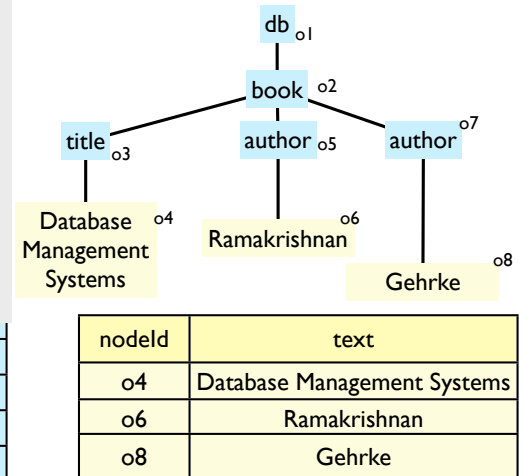 db o1
book o2
title o3
author o5
author o7
Database o4
Management
Systems
Ramakrishnan o6
Gehrke o8
nodeId text
o4 Database Management Systems
o6 Ramakrishnan
o8 Gehrke